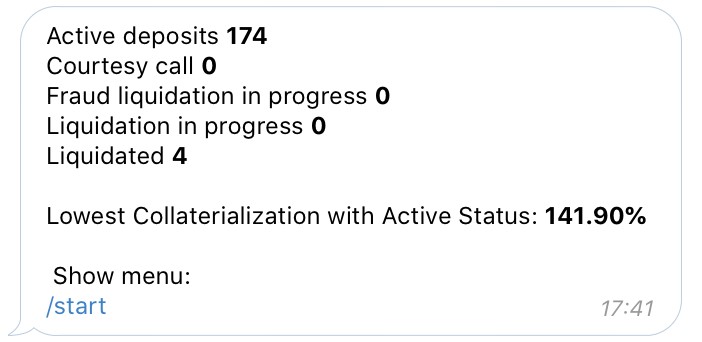 Active deposits 174
Courtesy call 0
Fraud liquidation in progress 0
Liquidation in progress 0
Liquidated 4
Lowest Collaterialization with Active Status: 141.90%
Show menu:
/start 17:41